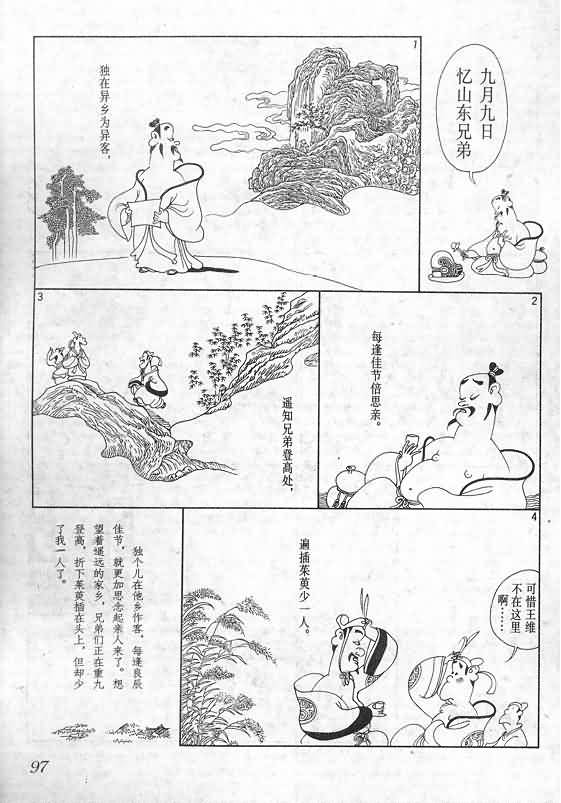 九月九日
忆山东兄弟
1
独在异乡为异客，
2
每逢佳节倍思亲。
3
遥知兄弟登高处，
4
遍插茱萸少一人。
可惜王维
不在这里
啊……
独个儿在他乡作客，每逢良辰
佳节，就更加思念起亲人来了。想
望着遥远的家乡，兄弟们正在重九
登高，折下茱萸插在头上，但却少
了我一人了。
97